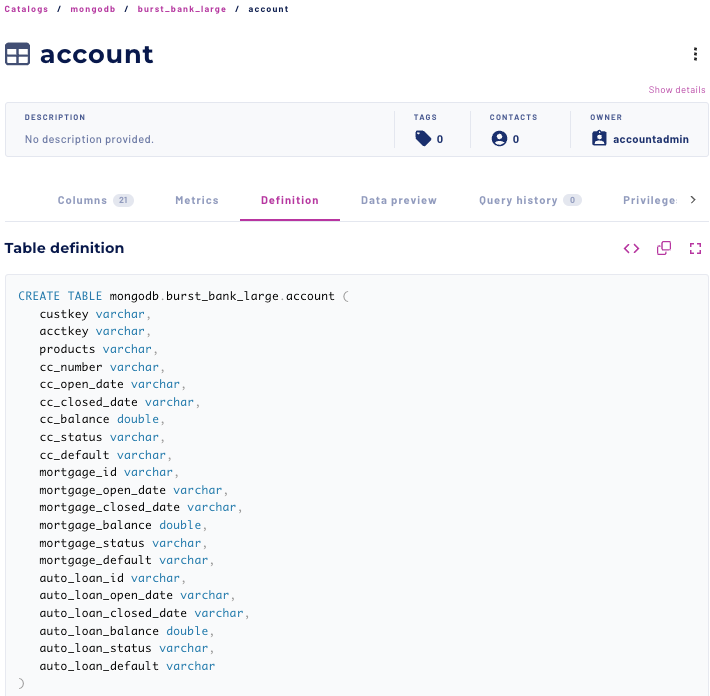 Catalogs / mongodb / burst_bank_large / account
account
Show details
DESCRIPTION
No description provided.
TAGS
0
CONTACTS
0
OWNER
accountadmin
Columns 21 Metrics Definition Data preview Query history 0 Privilege
Table definition
CREATE TABLE mongodb.burst_bank_large.account (
custkey varchar,
acctkey varchar,
products varchar,
cc_number varchar,
cc_open_date varchar,
cc_closed_date varchar,
cc_balance double,
cc_status varchar,
cc_default varchar,
mortgage_id varchar,
mortgage_open_date varchar,
mortgage_closed_date varchar,
mortgage_balance double,
mortgage_status varchar,
mortgage_default varchar,
auto_loan_id varchar,
auto_loan_open_date varchar,
auto_loan_closed_date varchar,
auto_loan_balance double,
auto_loan_status varchar,
auto_loan_default varchar
)